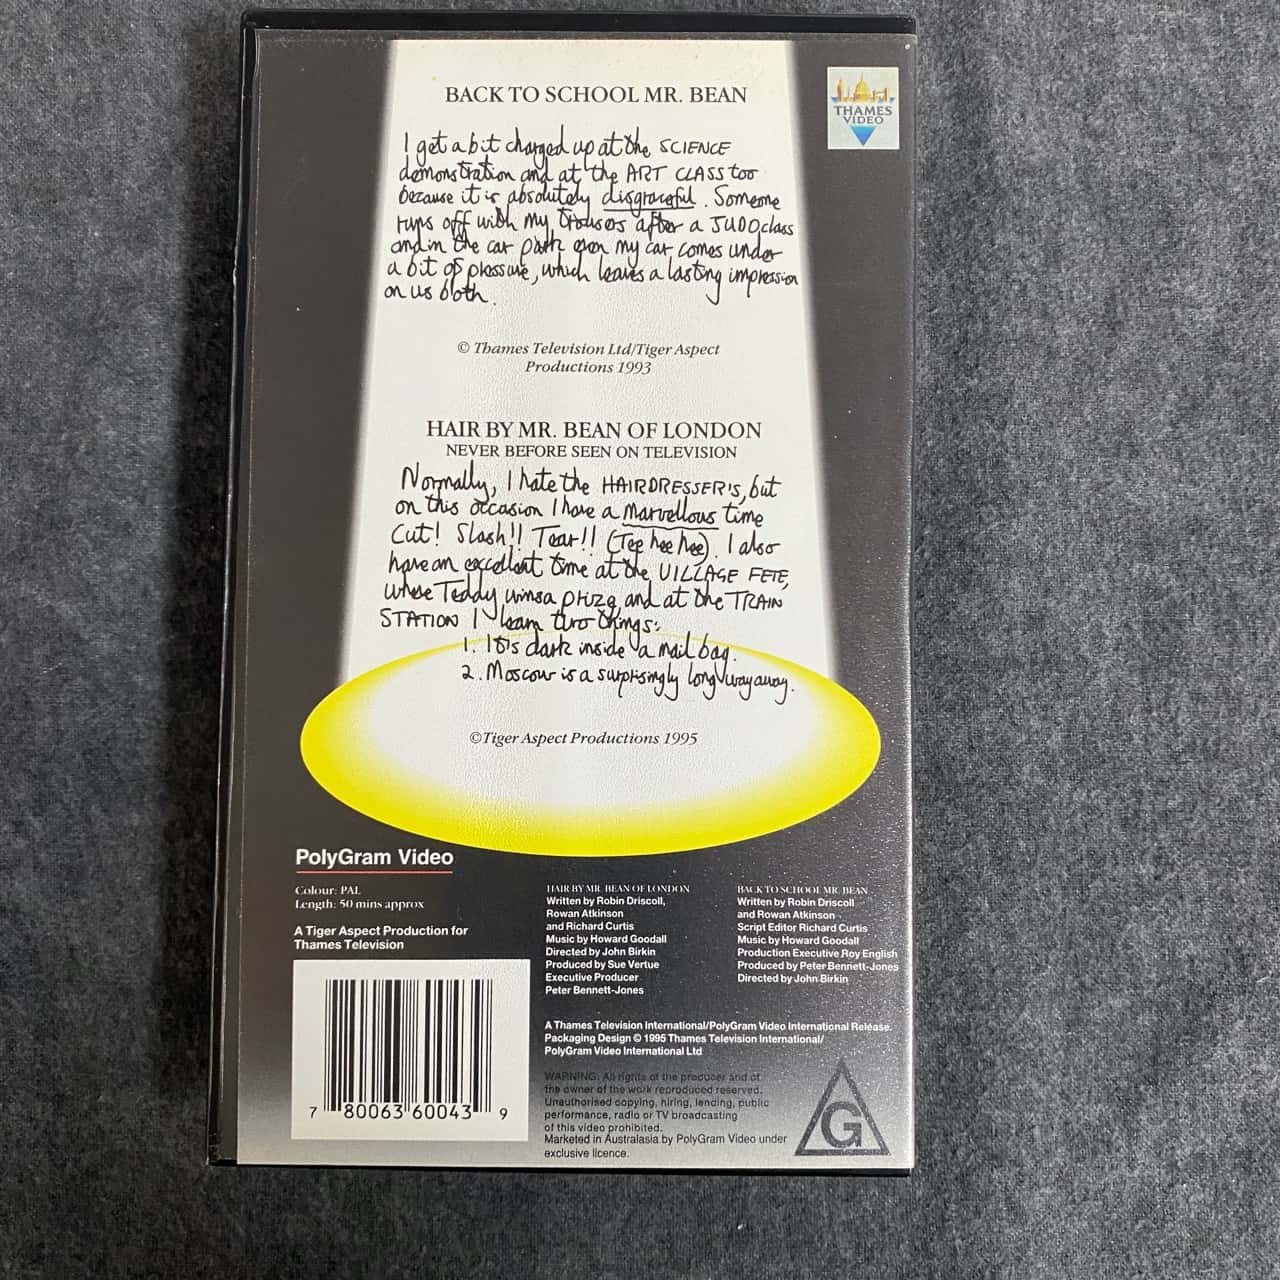 BACK TO SCHOOL MR. BEAN
THAMES
VIDEO
I get a bit charged up at the SCIENCE
demonstration and at the ART CLASS too
because it is absolutely disgraceful. Someone
runs off with my trousers after a JUDO class
and in the car park even my car comes under
a bit of pressure, which leaves a lasting impression
on us both.
© Thames Television Ltd/Tiger Aspect
Productions 1993
HAIR BY MR. BEAN OF LONDON
NEVER BEFORE SEEN ON TELEVISION
Normally, I hate the HAIRDRESSER'S, but
on this occasion I have a marvellous time
Cut! Slash!! Tear!! (Tee hee hee). I also
have an excellent time at the VILLAGE FETE,
where Teddy wins a prize, and at the TRAIN
STATION I learn two things:
1. It's dark inside a mail bag.
2. Moscow is a surprisingly long way away.
©Tiger Aspect Productions 1995
PolyGram Video
Colour: PAL
Length: 50 mins approx
A Tiger Aspect Production for
Thames Television
HAIR BY MR. BEAN OF LONDON
Written by Robin Driscoll,
Rowan Atkinson
and Richard Curtis
Music by Howard Goodall
Directed by John Birkin
Produced by Sue Vertue
Executive Producer
Peter Bennett-Jones
BACK TO SCHOOL MR. BEAN
Written by Robin Driscoll
and Rowan Atkinson
Script Editor Richard Curtis
Music by Howard Goodall
Production Executive Roy English
Produced by Peter Bennett-Jones
Directed by John Birkin
A Thames Television International/PolyGram Video International Release.
Packaging Design © 1995 Thames Television International/
PolyGram Video International Ltd
WARNING: All rights of the producer and of
the owner of the work reproduced reserved.
Unauthorised copying, hiring, lending, public
performance, radio or TV broadcasting
of this video prohibited.
Marketed in Australasia by PolyGram Video under
exclusive licence.
G
7 80063 60043 9